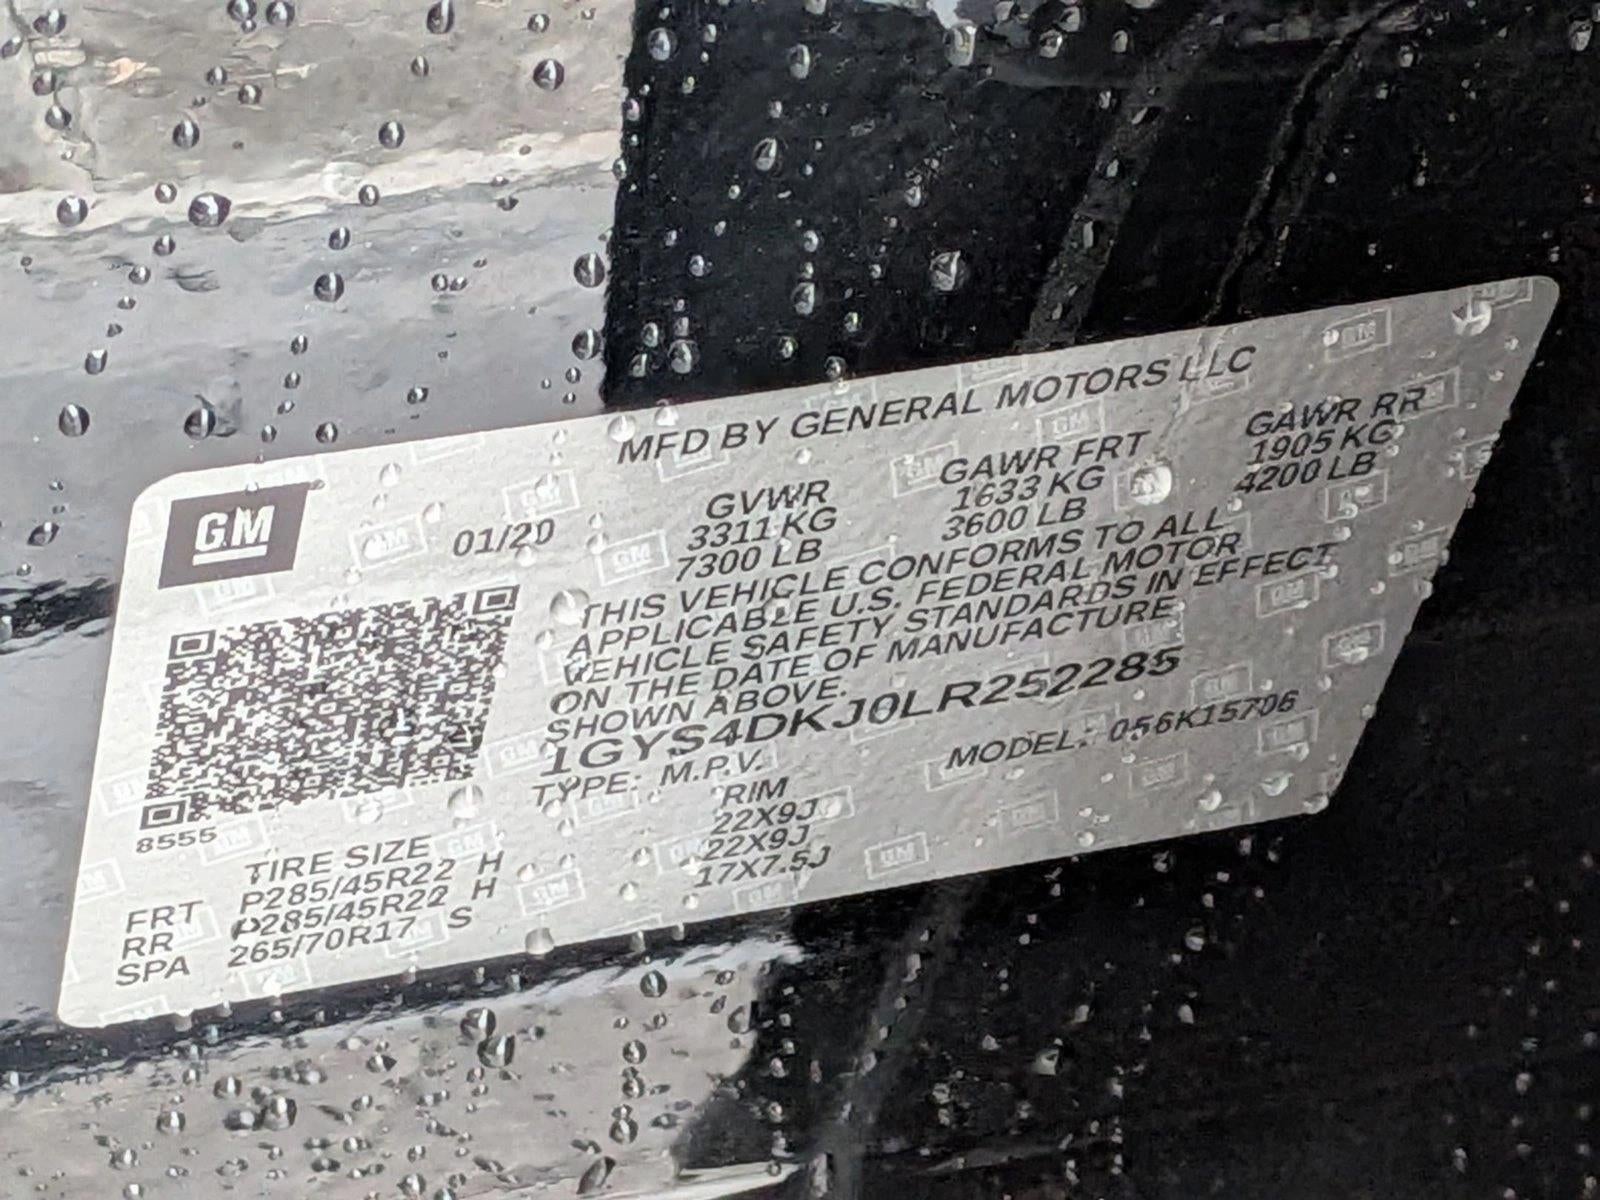 MFD BY GENERAL MOTORS LLC
GM
01/20
GVWR GAWR FRT GAWR RR
3311 KG 1633 KG 1905 KG
7300 LB 3600 LB 4200 LB
THIS VEHICLE CONFORMS TO ALL
APPLICABLE U.S. FEDERAL MOTOR
VEHICLE SAFETY STANDARDS IN EFFECT
ON THE DATE OF MANUFACTURE
SHOWN ABOVE.
1GYS4DKJ0LR252285
TYPE: M.P.V. MODEL: 056K15706
8555
TIRE SIZE RIM
FRT P285/45R22 H 22X9J
RR P285/45R22 H 22X9J
SPA 265/70R17 S 17X7.5J